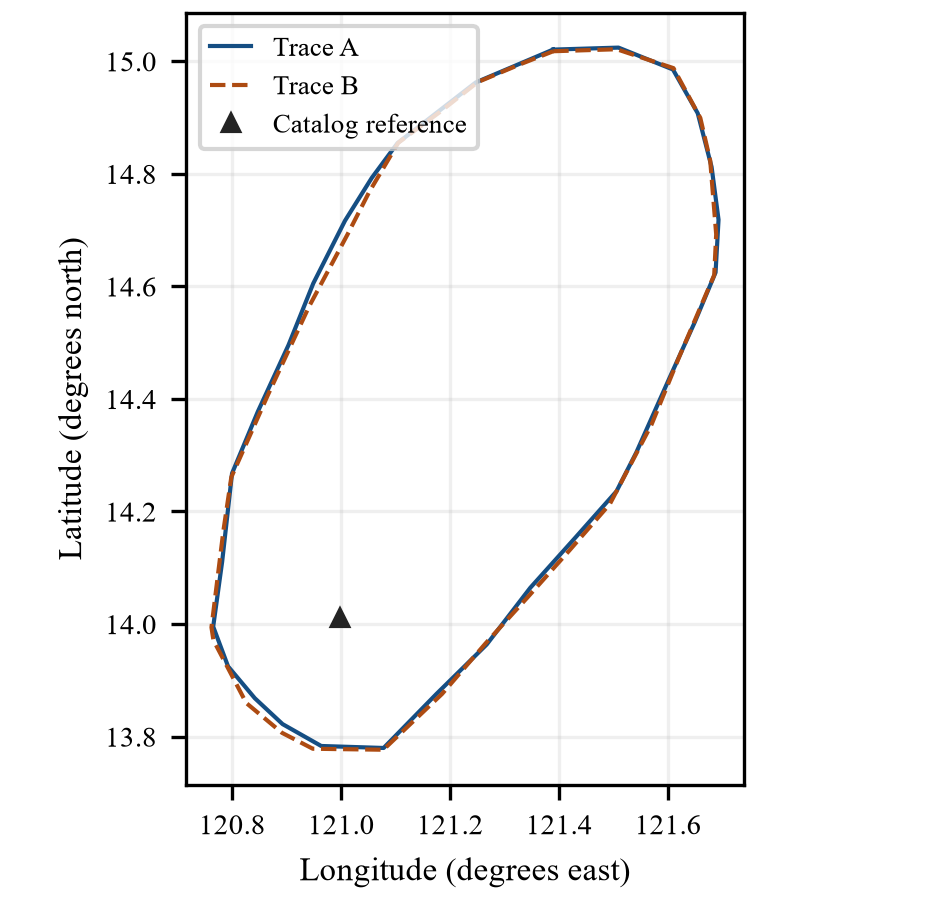 Trace A
Trace B
Catalog reference
15.0
14.8
14.6
14.4
14.2
14.0
13.8
Latitude (degrees north)
120.8 121.0 121.2 121.4 121.6
Longitude (degrees east)